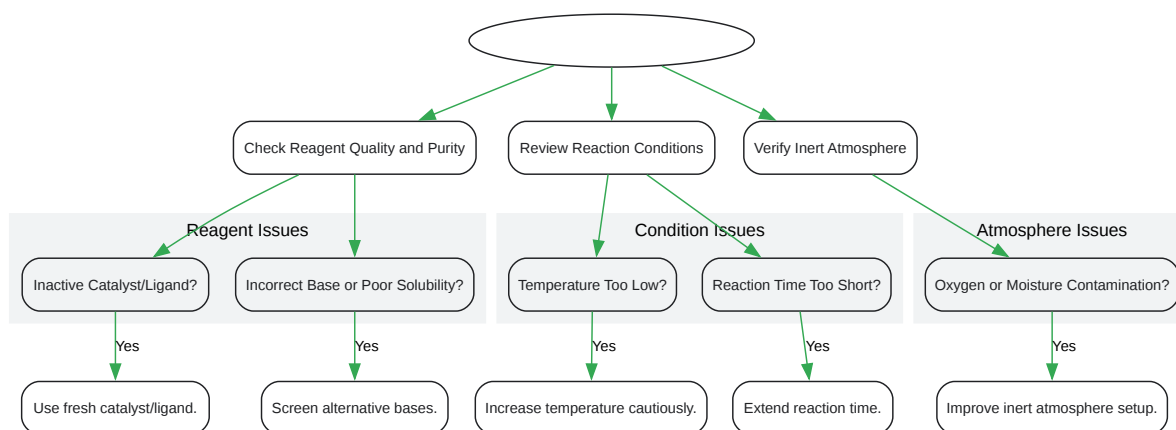 Check Reagent Quality and Purity
Review Reaction Conditions
Verify Inert Atmosphere
Reagent Issues
Condition Issues
Atmosphere Issues
Inactive Catalyst/Ligand?
Incorrect Base or Poor Solubility?
Temperature Too Low?
Reaction Time Too Short?
Oxygen or Moisture Contamination?
Yes
Yes
Yes
Yes
Yes
Use fresh catalyst/ligand.
Screen alternative bases.
Increase temperature cautiously.
Extend reaction time.
Improve inert atmosphere setup.